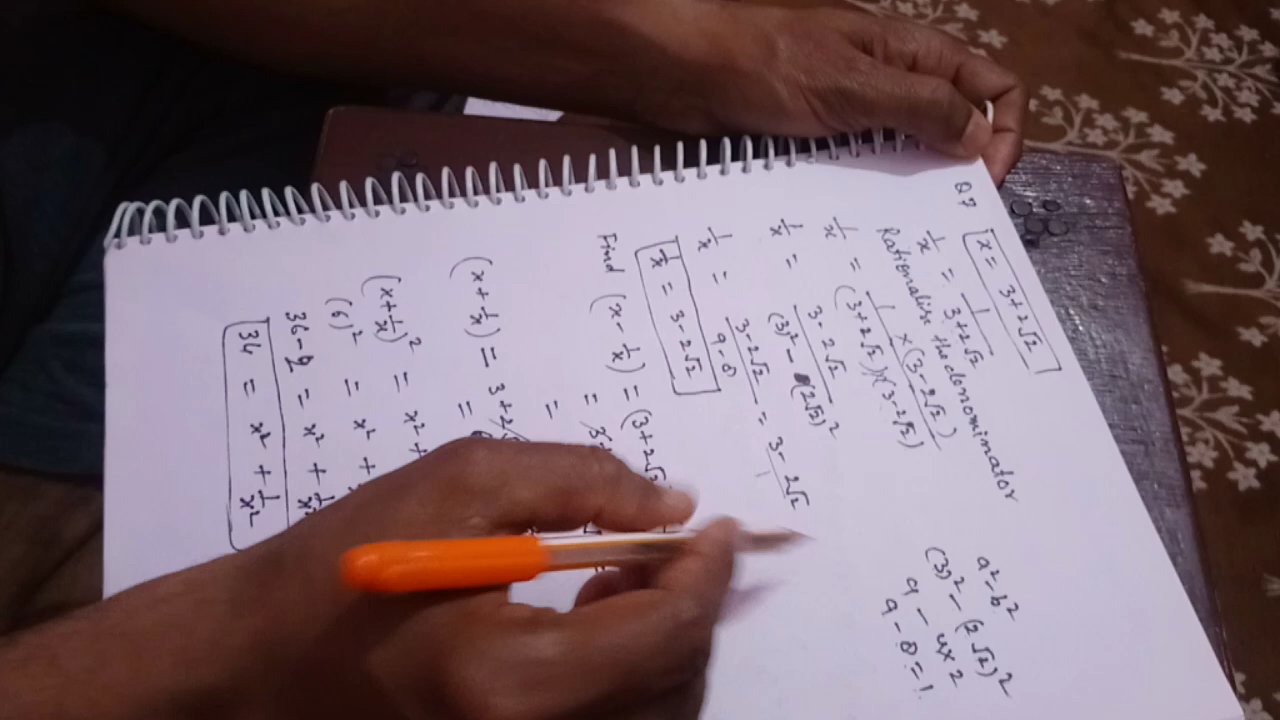 Q7
x = 3+2√2
1/x = 1/(3+2√2)
Rationalise the denominator
1/x = 1/(3+2√2) × (3-2√2)/(3-2√2)
1/x = (3-2√2)/((3)² - (2√2)²)
1/x = (3-2√2)/(9-8) = (3-2√2)/1
1/x = 3-2√2
Find (x - 1/x) = (3+2√2
= 3+
=
(x + 1/x) = 3+2√
= 6
(x+1/x)² = x² +
(6)² = x² +
36-2 = x² + 1/x²
34 = x² + 1/x²
a²-b²
(3)² - (2√2)²
9 - 4×2
9 - 8 = 1